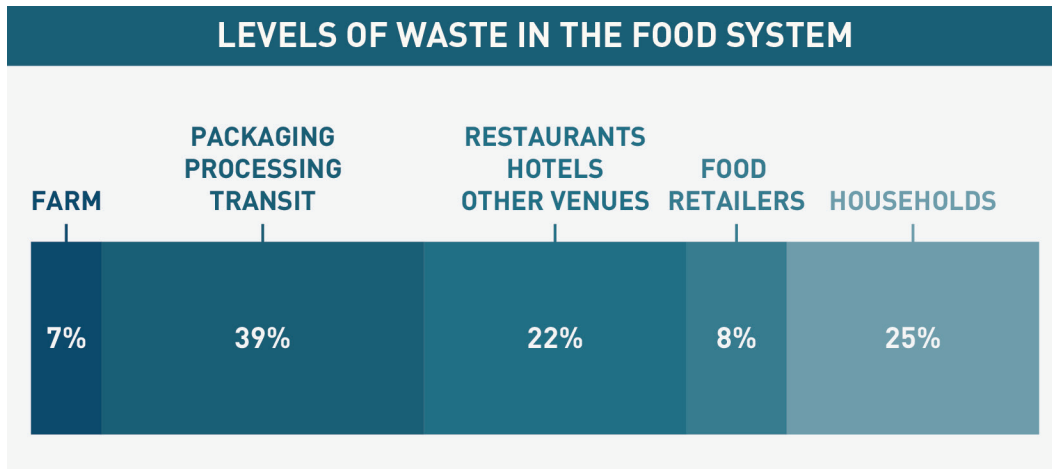 LEVELS OF WASTE IN THE FOOD SYSTEM
FARM
PACKAGING
PROCESSING
TRANSIT
RESTAURANTS
HOTELS
OTHER VENUES
FOOD
RETAILERS
HOUSEHOLDS
7%
39%
22%
8%
25%